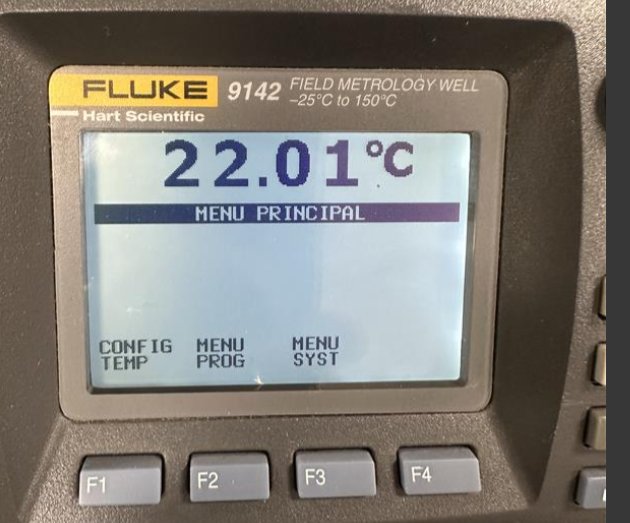 FLUKE 9142 FIELD METROLOGY WELL
–25°C to 150°C
Hart Scientific
22.01°C
MENU PRINCIPAL
CONFIG MENU MENU
TEMP PROG SYST
F1 F2 F3 F4